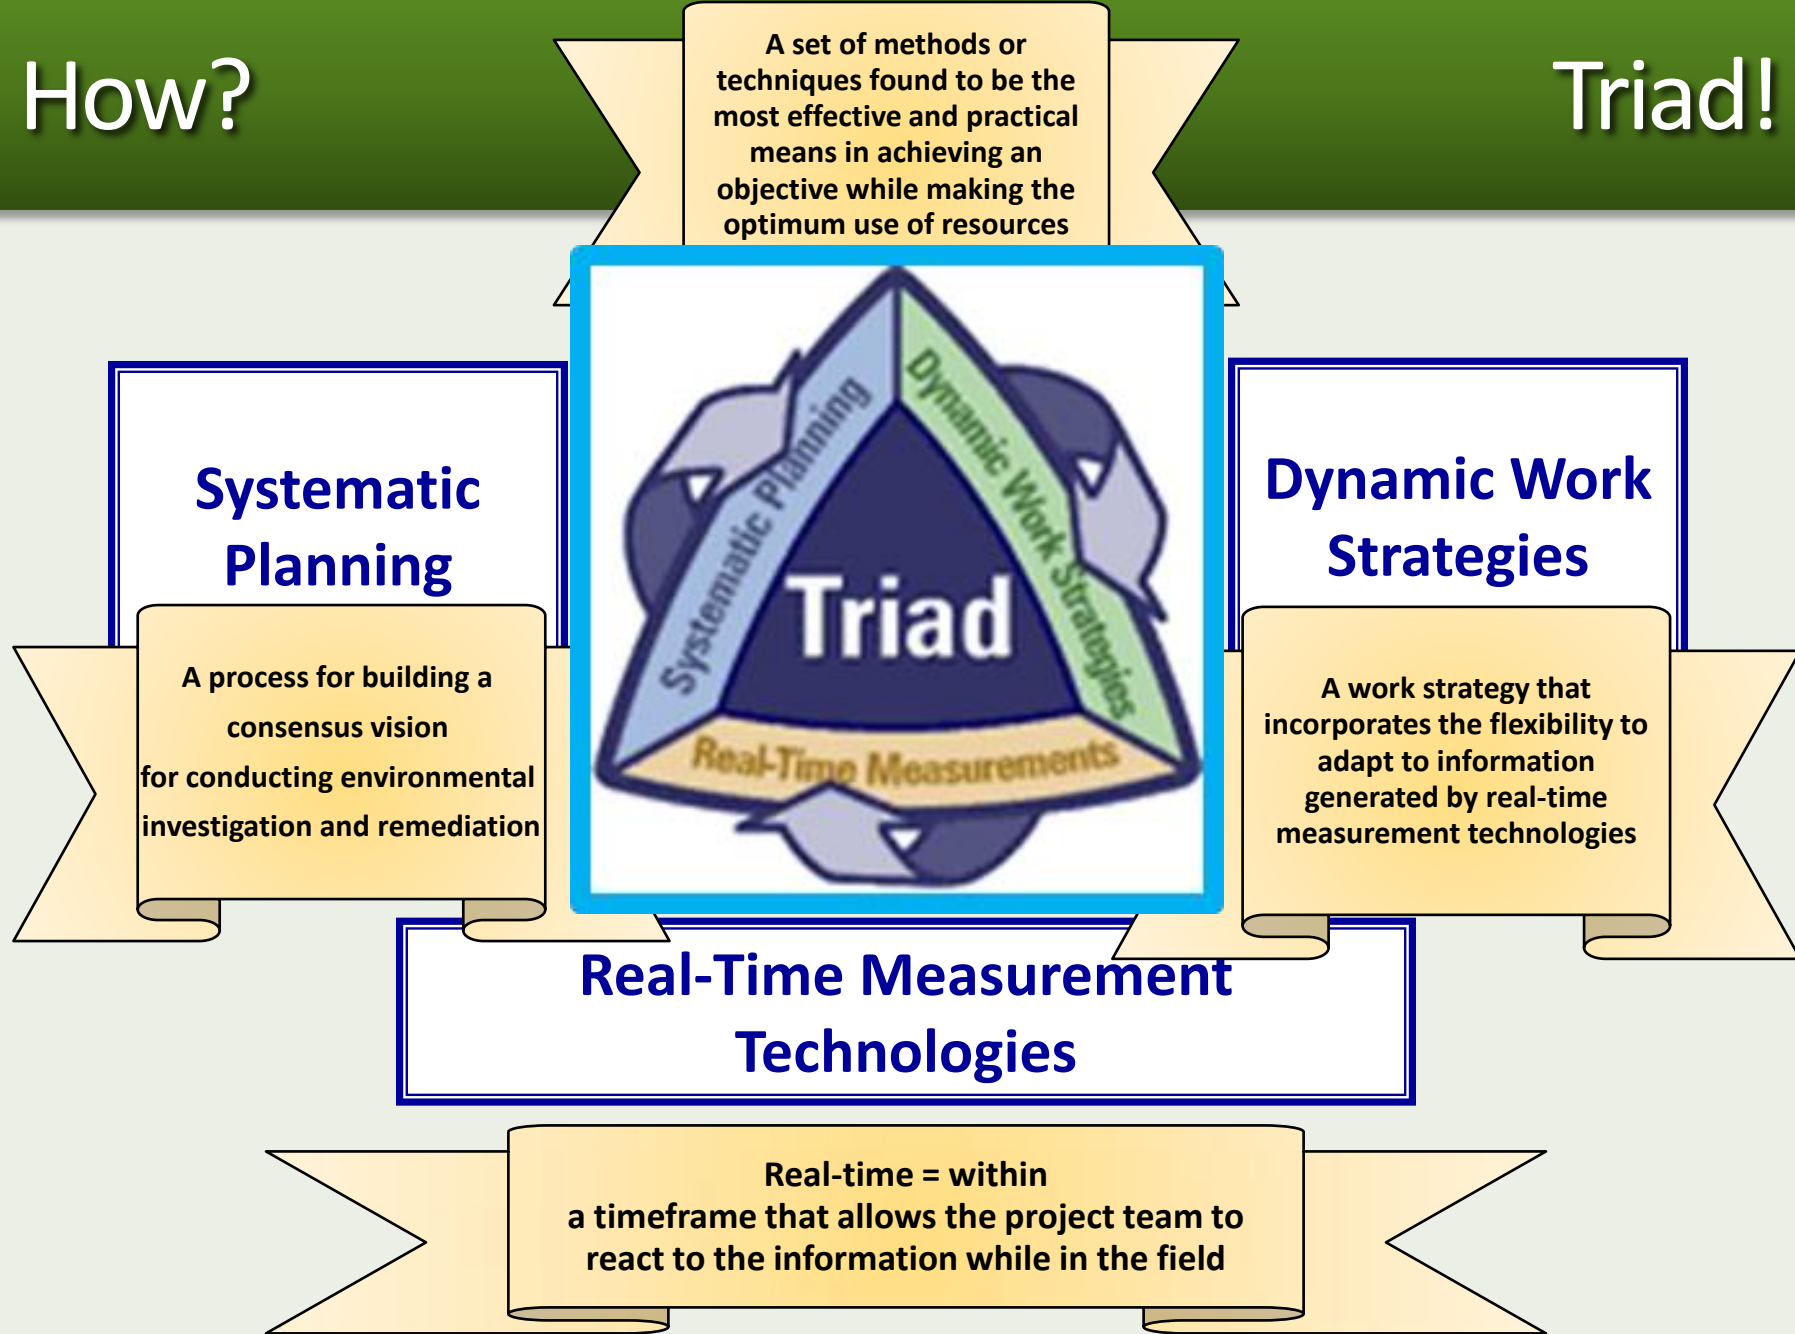 How?
Triad!
A set of methods or
techniques found to be the
most effective and practical
means in achieving an
objective while making the
optimum use of resources
Systematic
Planning
A process for building a
consensus vision
for conducting environmental
investigation and remediation
Systematic Planning
Dynamic Work Strategies
Triad
Real-Time Measurements
Dynamic Work
Strategies
A work strategy that
incorporates the flexibility to
adapt to information
generated by real-time
measurement technologies
Real-Time Measurement
Technologies
Real-time = within
a timeframe that allows the project team to
react to the information while in the field